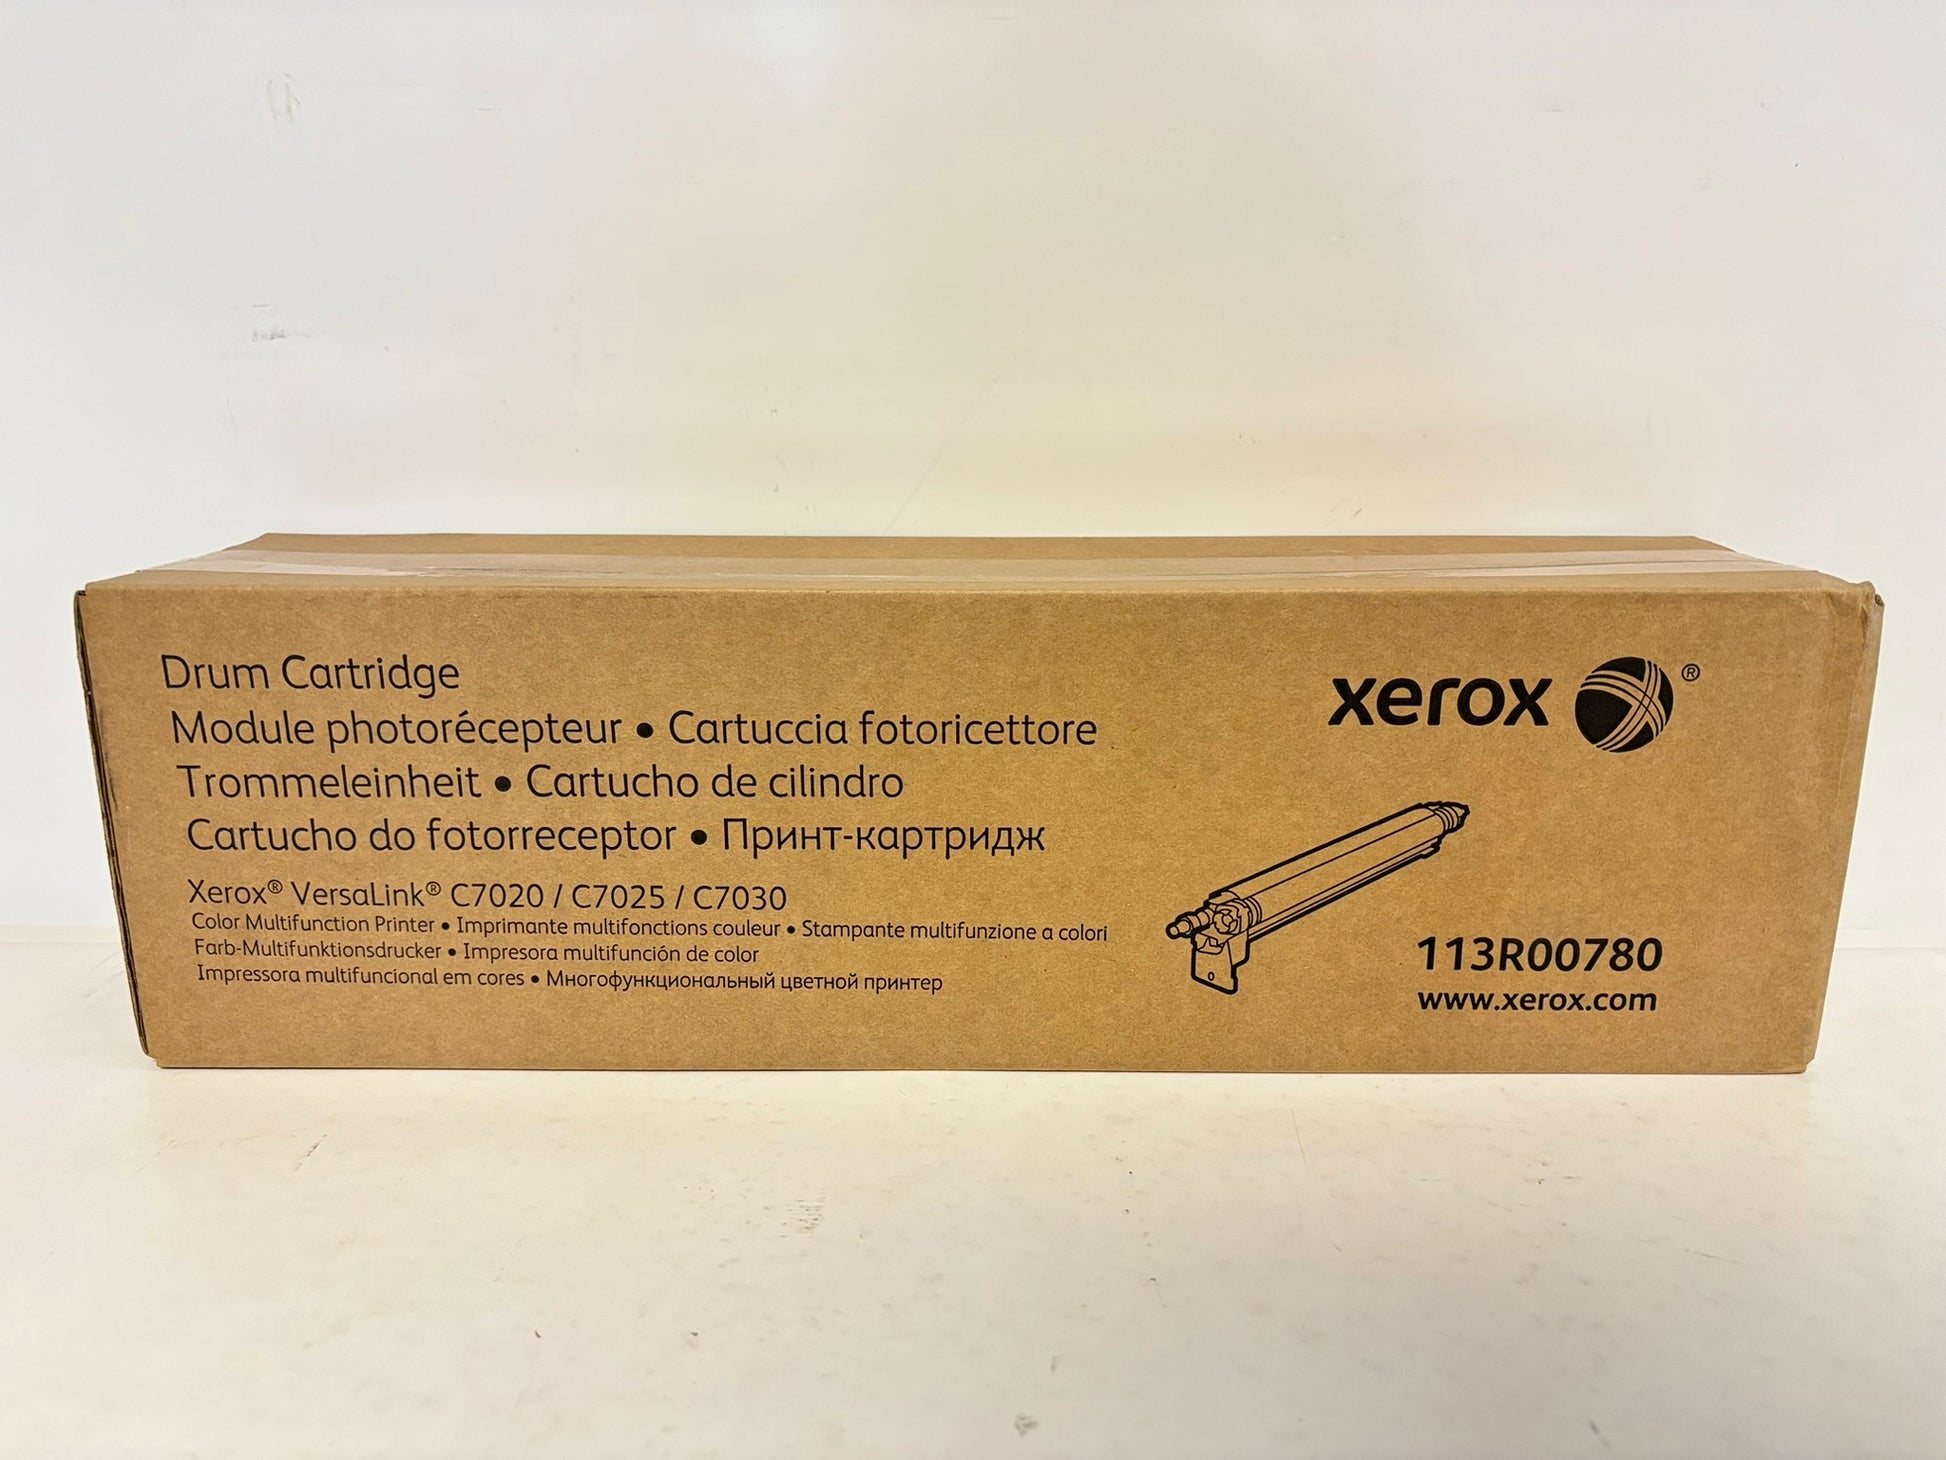 Drum Cartridge
Module photorécepteur • Cartuccia fotoricettore
Trommeleinheit • Cartucho de cilindro
Cartucho do fotorreceptor • Принт-картридж
Xerox® VersaLink® C7020 / C7025 / C7030
Color Multifunction Printer • Imprimante multifonctions couleur • Stampante multifunzione a colori
Farb-Multifunktionsdrucker • Impresora multifunción de color
Impressora multifuncional em cores • Многофункциональный цветной принтер
xerox ®
113R00780
www.xerox.com